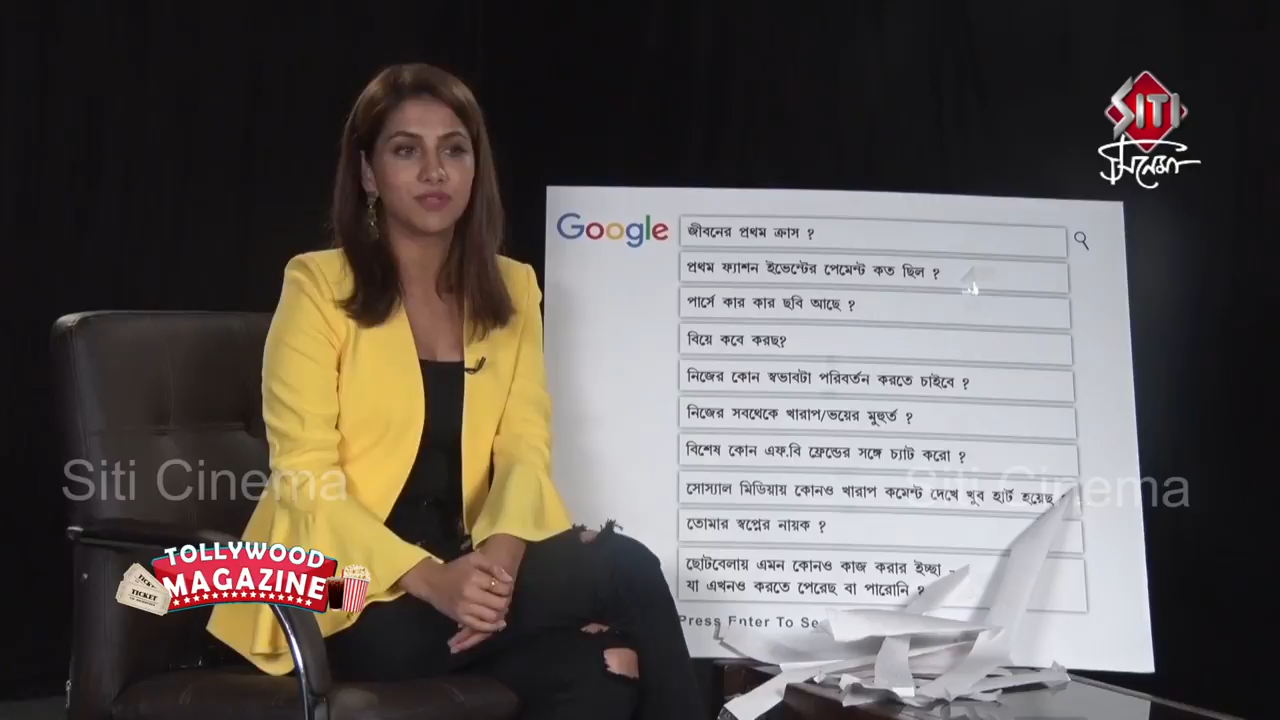 SITI
সিনেমা
Google
জীবনের প্রথম ক্রাস ?
প্রথম ফ্যাশন ইভেন্টের পেমেন্ট কত ছিল ?
পার্সে কার কার ছবি আছে ?
বিয়ে কবে করছ?
নিজের কোন স্বভাবটা পরিবর্তন করতে চাইবে ?
নিজের সবথেকে খারাপ/ভয়ের মুহুর্ত ?
বিশেষ কোন এফ.বি ফ্রেন্ডের সঙ্গে চ্যাট করো ?
সোস্যাল মিডিয়ায় কোনও খারাপ কমেন্ট দেখে খুব হার্ট হয়েছ ?
তোমার স্বপ্নের নায়ক ?
ছোটবেলায় এমন কোনও কাজ করার ইচ্ছা -
যা এখনও করতে পেরেছ বা পারোনি ?
Press Enter To Se
Siti Cinema
Siti Cinema
TOLLYWOOD
MAGAZINE
TICKET